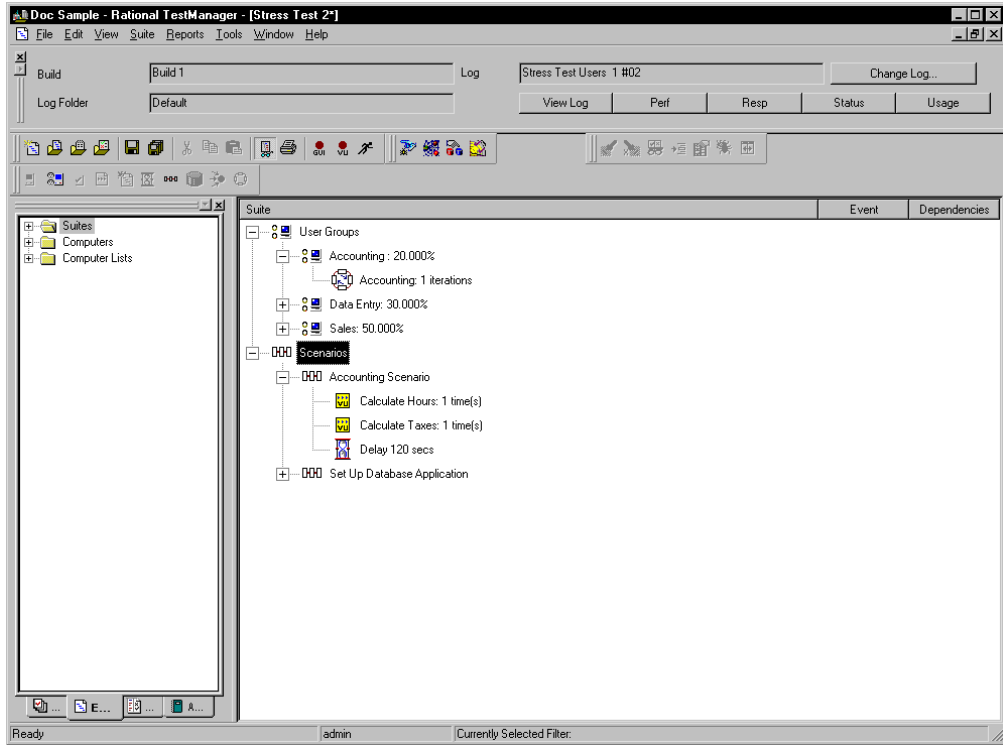 Doc Sample - Rational TestManager - [Stress Test 2*]
File Edit View Suite Reports Tools Window Help
Build Build 1 Log Stress Test Users 1 #02 Change Log...
Log Folder Default View Log Perf Resp Status Usage
GUI VU
Suites
Computers
Computer Lists
Suite Event Dependencies
User Groups
Accounting : 20.000%
Accounting: 1 iterations
Data Entry: 30.000%
Sales: 50.000%
Scenarios
Accounting Scenario
VU Calculate Hours: 1 time(s)
VU Calculate Taxes: 1 time(s)
Delay 120 secs
Set Up Database Application
... E... ... A...
Ready admin Currently Selected Filter: